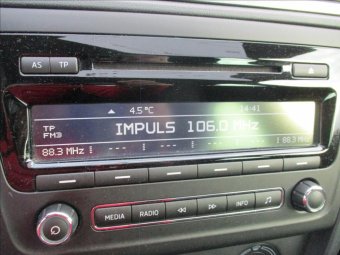 AS TP
4.5 °C 14:41
TP
FM3
IMPULS 106.0 MHz
88.3 MHz --- --- --- --- 1 88.3 MHz
MEDIA RADIO INFO